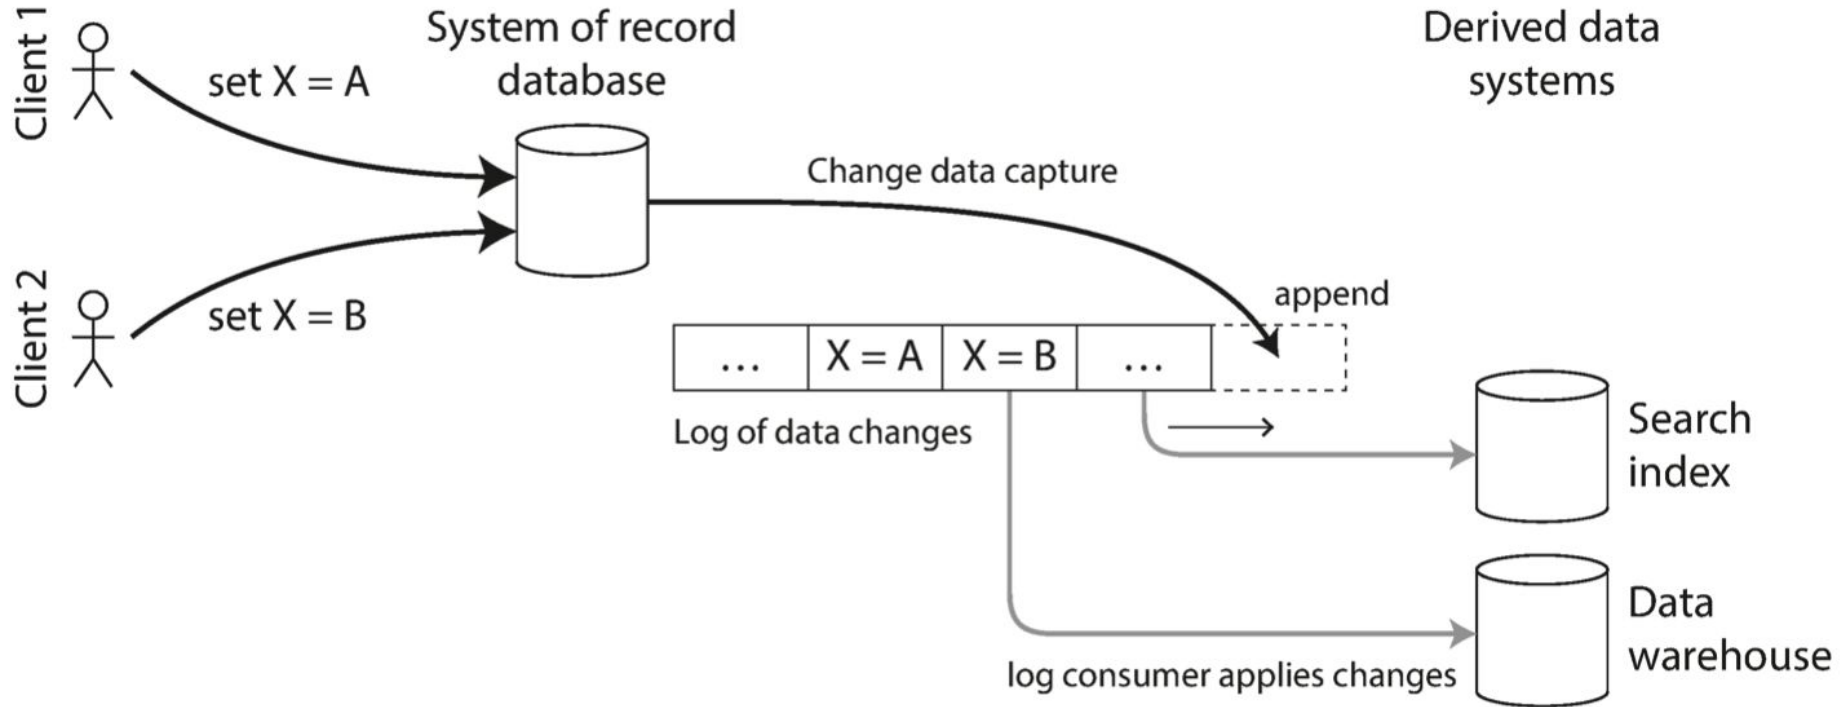 Client 1
set X = A
System of record
database
Derived data
systems
Change data capture
Client 2
set X = B
append
...
X = A
X = B
...
Log of data changes
Search
index
Data
warehouse
log consumer applies changes